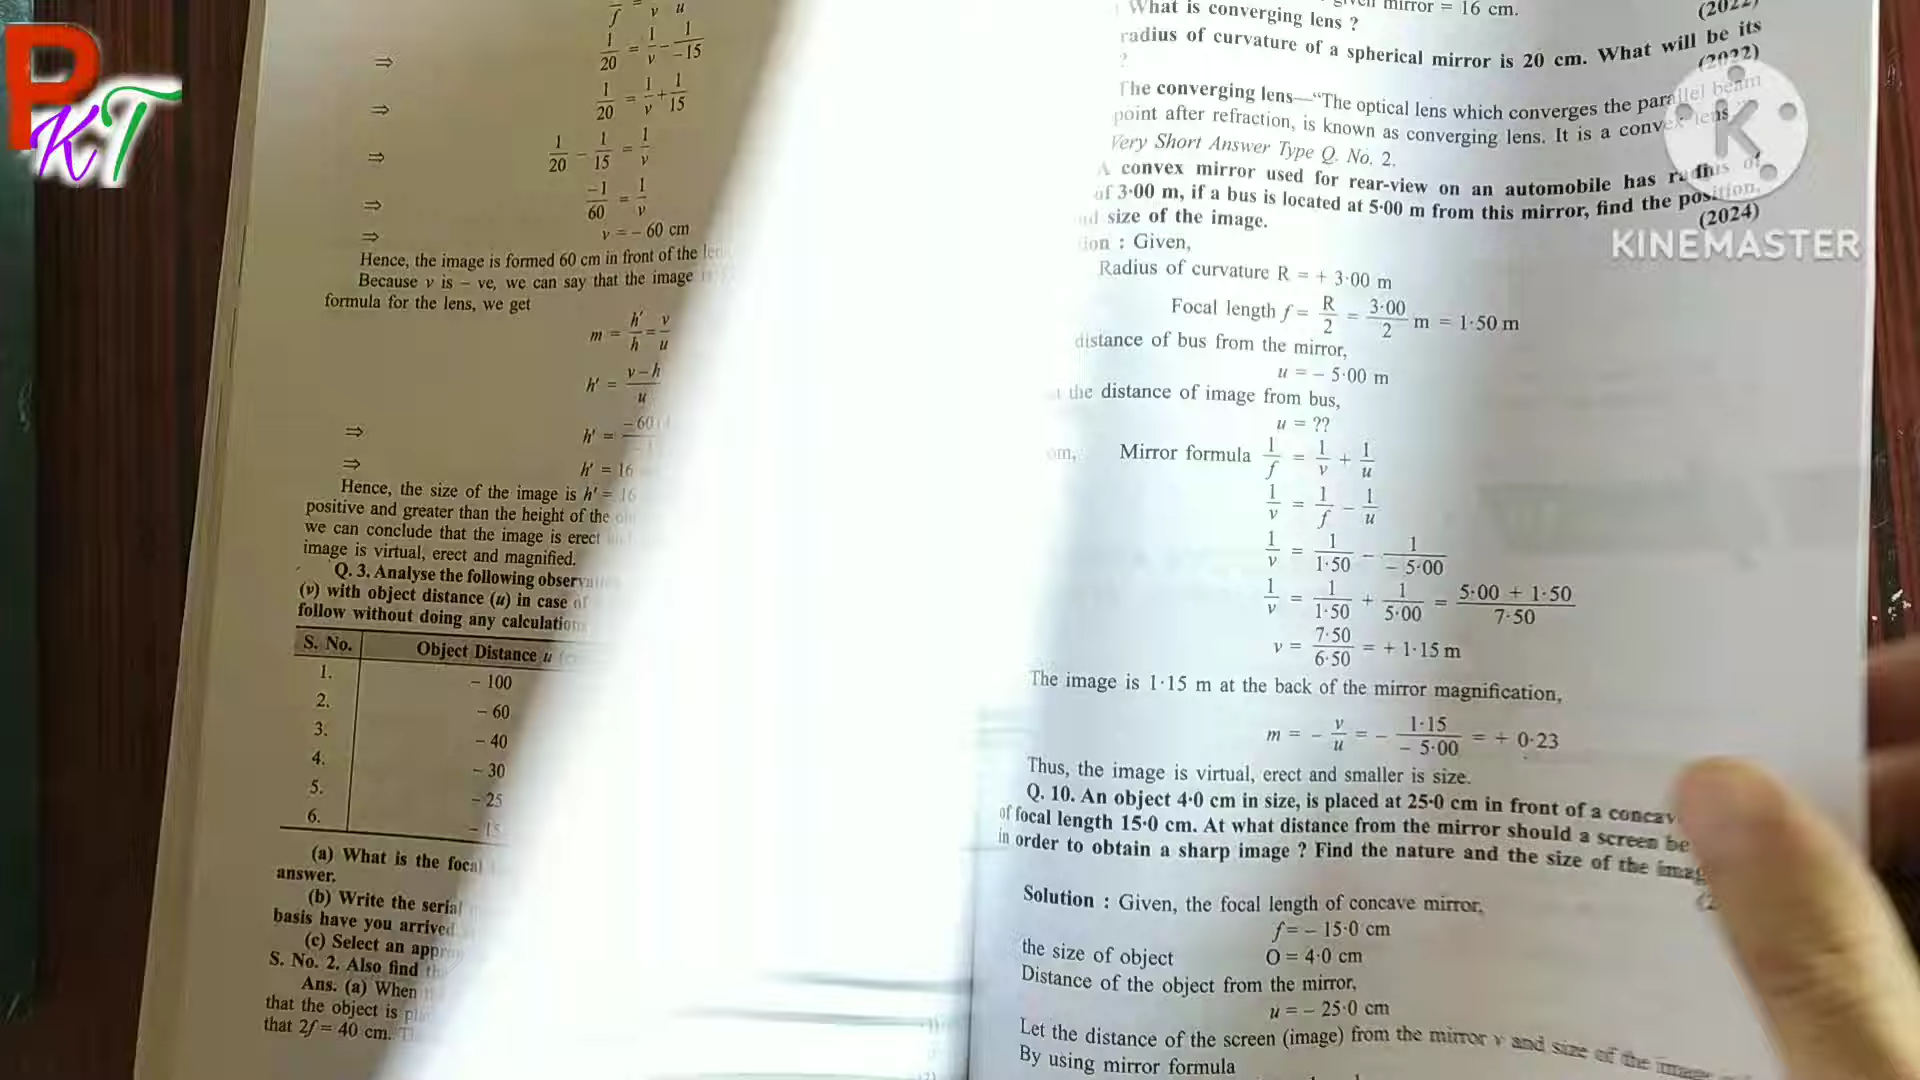 PKT
KINEMASTER
1/f = 1/v - 1/u
⇒ 1/20 = 1/v - 1/-15
⇒ 1/20 = 1/v + 1/15
⇒ 1/20 - 1/15 = 1/v
⇒ -1/60 = 1/v
⇒ v = - 60 cm
Hence, the image is formed 60 cm in front of the
Because v is - ve, we can say that the image
formula for the lens, we get
m = h'/h = v/u
h' = v-h/u
⇒ h' = -60
⇒ h' = 16
Hence, the size of the image is h' = 16
positive and greater than the height of the
we can conclude that the image is erect
image is virtual, erect and magnified.
Q. 3. Analyse the following
(v) with object distance (u) in case of
follow without doing any calculation
S. No. Object Distance u
1. - 100
2. - 60
3. - 40
4. - 30
5. - 25
6. - 15
(a) What is the focal
answer.
(b) Write the serial
basis have you arrived
(c) Select an
S. No. 2. Also find
Ans. (a) When
that the object is
that 2f = 40 cm.
mirror = 16 cm.
What is converging lens ? (2022)
radius of curvature of a spherical mirror is 20 cm. What will be its
? (2022)
The converging lens—“The optical lens which converges the parallel beam
point after refraction, is known as converging lens. It is a convex lens.
Very Short Answer Type Q. No. 2.
A convex mirror used for rear-view on an automobile has radius of
of 3·00 m, if a bus is located at 5·00 m from this mirror, find the position,
size of the image. (2024)
: Given,
Radius of curvature R = + 3·00 m
Focal length f = R/2 = 3·00/2 m = 1·50 m
distance of bus from the mirror,
u = - 5·00 m
the distance of image from bus,
u = ??
Mirror formula 1/f = 1/v + 1/u
1/v = 1/f - 1/u
1/v = 1/1·50 - 1/- 5·00
1/v = 1/1·50 + 1/5·00 = 5·00 + 1·50/7·50
v = 7·50/6·50 = + 1·15 m
The image is 1·15 m at the back of the mirror magnification,
m = - v/u = - 1·15/- 5·00 = + 0·23
Thus, the image is virtual, erect and smaller is size.
Q. 10. An object 4·0 cm in size, is placed at 25·0 cm in front of a
of focal length 15·0 cm. At what distance from the mirror should a screen be
in order to obtain a sharp image ? Find the nature and the size of the
Solution : Given, the focal length of concave mirror,
f = - 15·0 cm
the size of object O = 4·0 cm
Distance of the object from the mirror,
u = - 25·0 cm
Let the distance of the screen (image) from the mirror v and size of the image
By using mirror formula